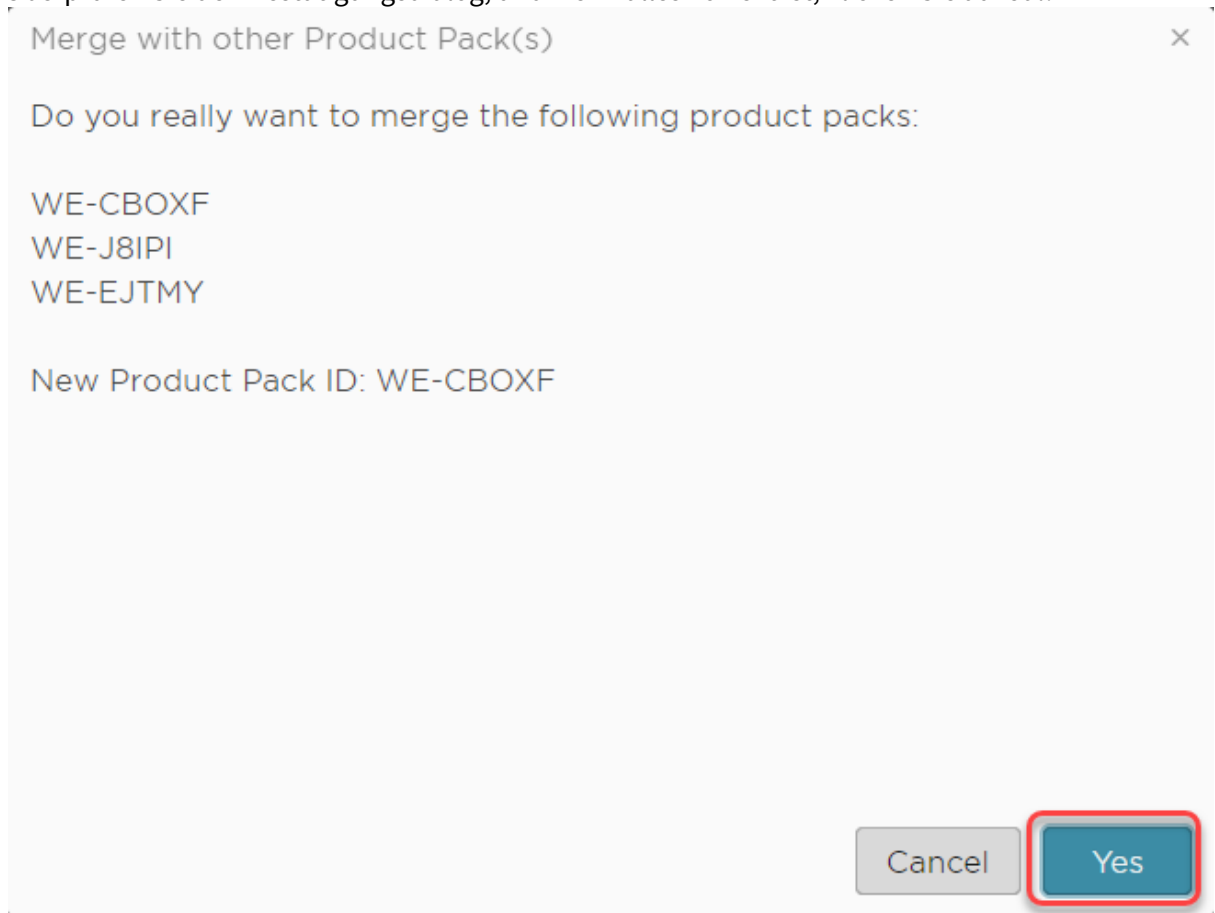 Merge with other Product Pack(s)
Do you really want to merge the following product packs:
WE-CBOXF
WE-J8IPI
WE-EJTMY
New Product Pack ID: WE-CBOXF
Cancel
Yes